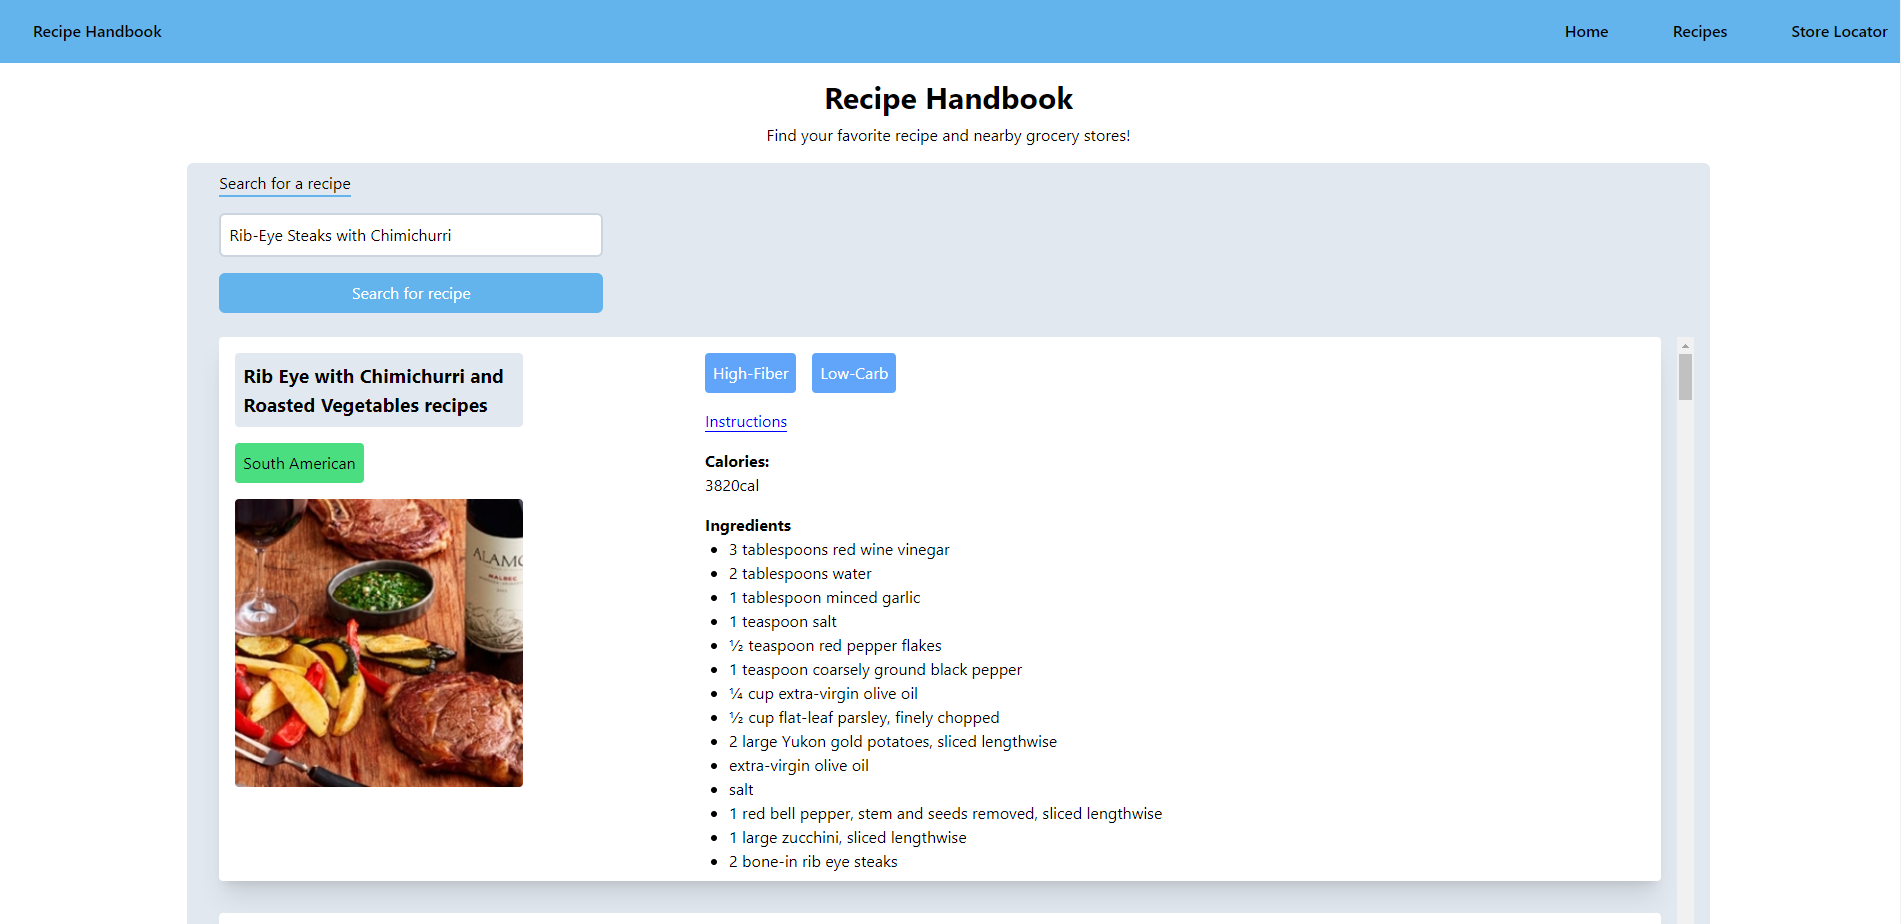 Recipe Handbook
Home
Recipes
Store Locator
Recipe Handbook
Find your favorite recipe and nearby grocery stores!
Search for a recipe
Rib-Eye Steaks with Chimichurri
Search for recipe
Rib Eye with Chimichurri and
Roasted Vegetables recipes
South American
ALAMO
MALBEC
High-Fiber
Low-Carb
Instructions
Calories:
3820cal
Ingredients
3 tablespoons red wine vinegar
2 tablespoons water
1 tablespoon minced garlic
1 teaspoon salt
½ teaspoon red pepper flakes
1 teaspoon coarsely ground black pepper
¼ cup extra-virgin olive oil
½ cup flat-leaf parsley, finely chopped
2 large Yukon gold potatoes, sliced lengthwise
extra-virgin olive oil
salt
1 red bell pepper, stem and seeds removed, sliced lengthwise
1 large zucchini, sliced lengthwise
2 bone-in rib eye steaks